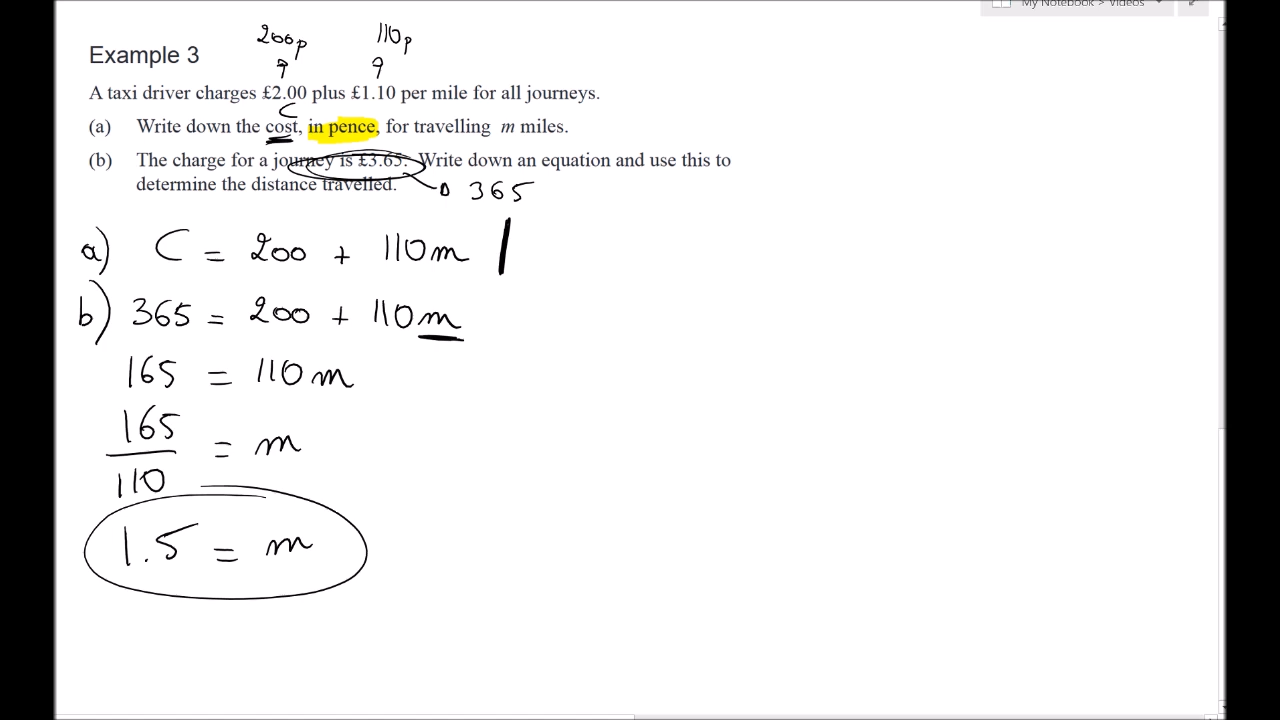 My Notebook > Videos
200p 110p
Example 3
A taxi driver charges £2.00 plus £1.10 per mile for all journeys.
C
(a) Write down the cost, in pence, for travelling m miles.
(b) The charge for a journey is £3.65. Write down an equation and use this to
determine the distance travelled.
365
a) C = 200 + 110m
b) 365 = 200 + 110m
165 = 110m
165
= m
110
1.5 = m